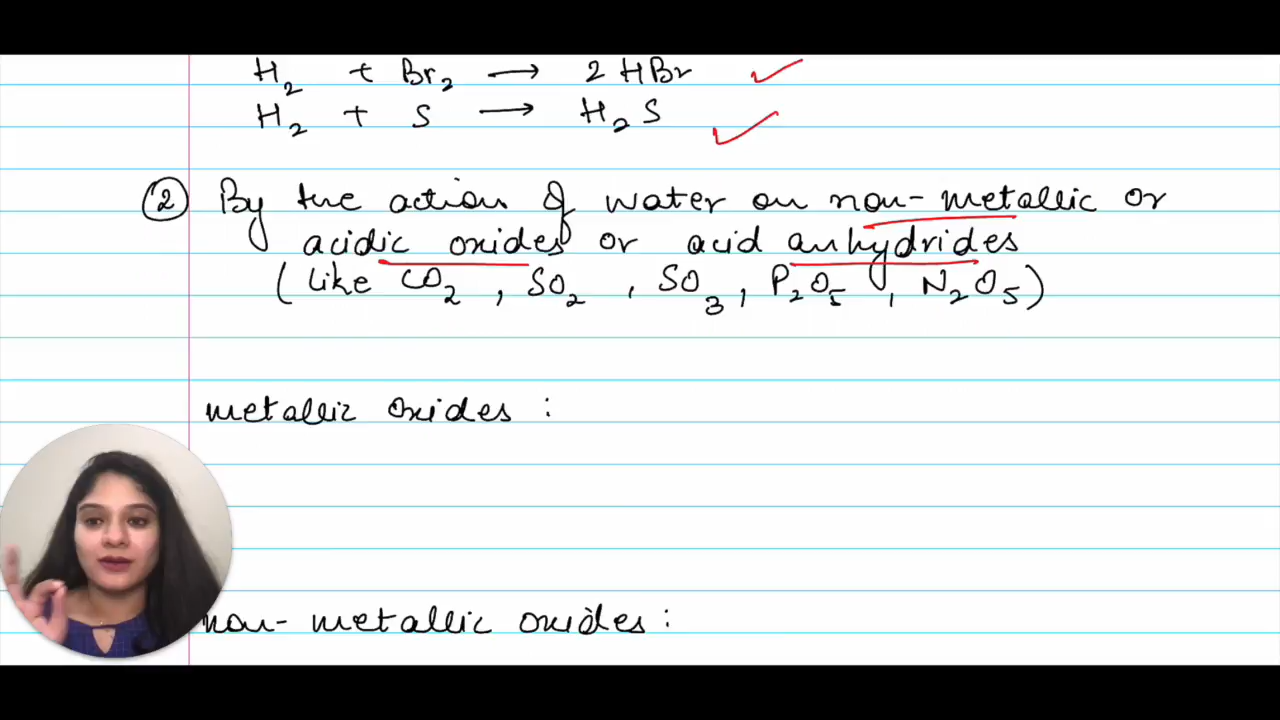 H₂ + Br₂ → 2 HBr
H₂ + S → H₂S
② By the action of water on non-metallic or
acidic oxides or acid anhydrides
(like CO₂, SO₂, SO₃, P₂O₅, N₂O₅)
metallic oxides :
non-metallic oxides :